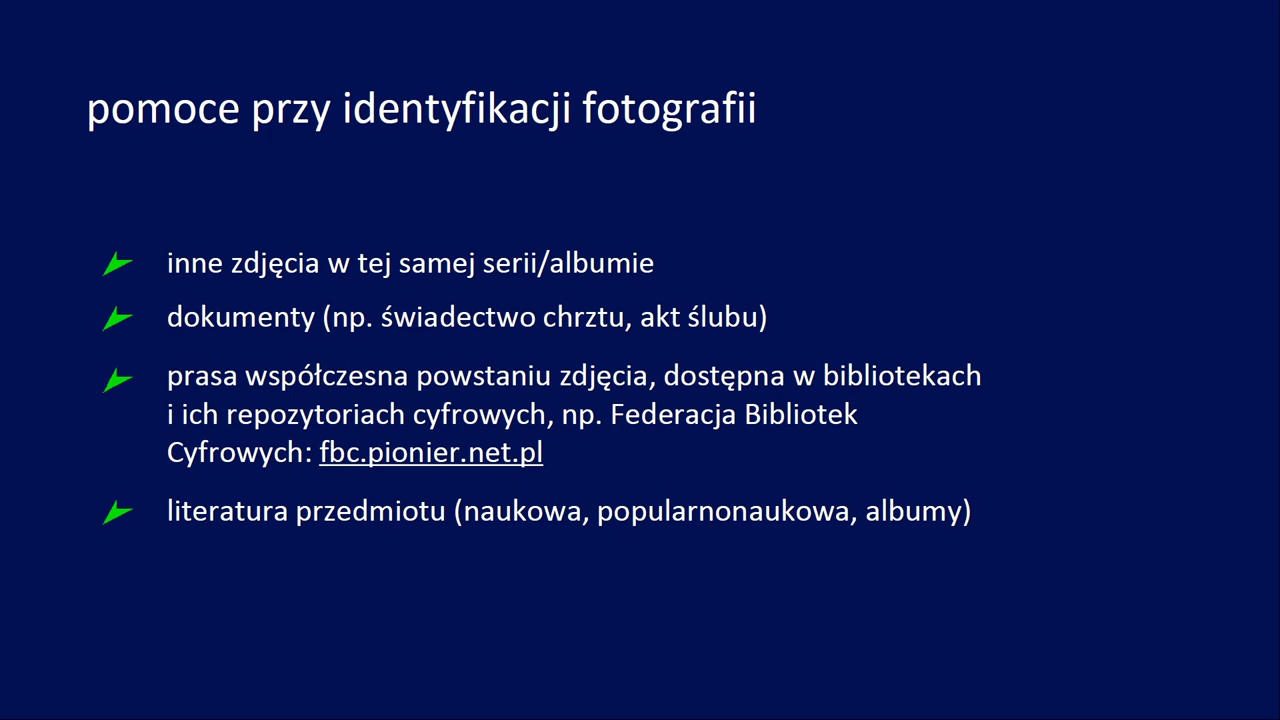 pomoce przy identyfikacji fotografii
inne zdjęcia w tej samej serii/albumie
dokumenty (np. świadectwo chrztu, akt ślubu)
prasa współczesna powstaniu zdjęcia, dostępna w bibliotekach
i ich repozytoriach cyfrowych, np. Federacja Bibliotek
Cyfrowych: fbc.pionier.net.pl
literatura przedmiotu (naukowa, popularnonaukowa, albumy)